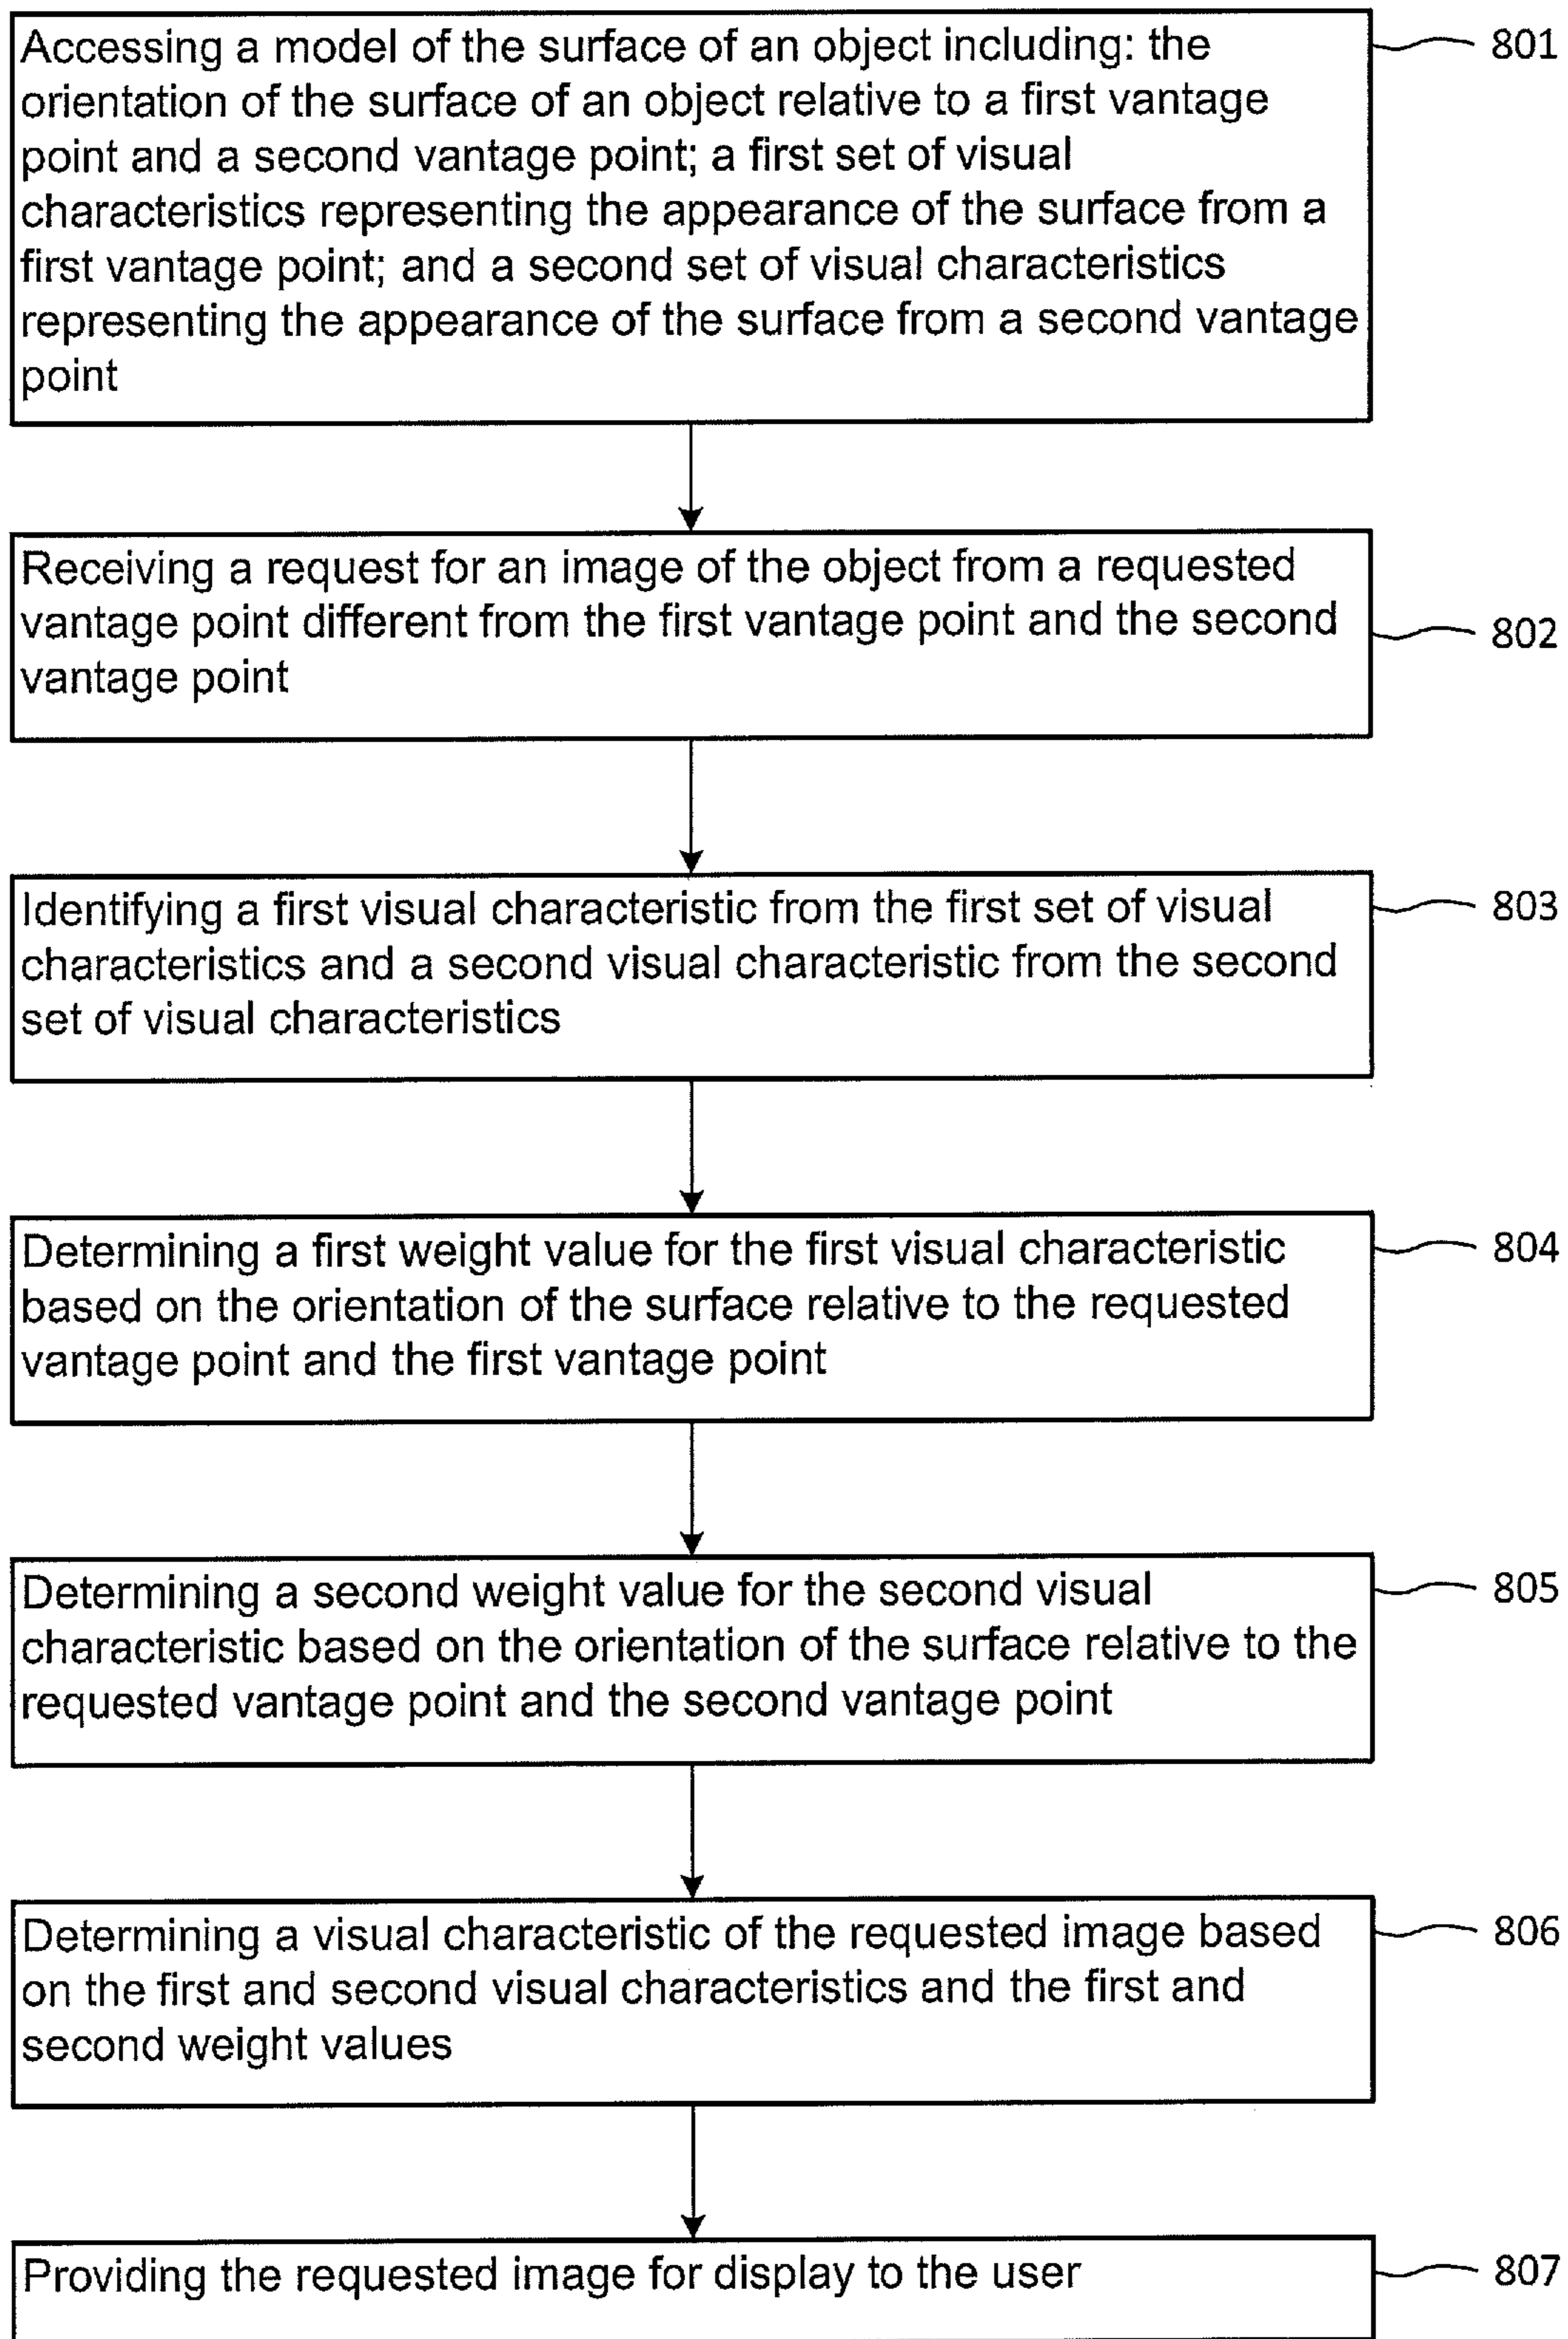 Accessing a model of the surface of an object including: the
orientation of the surface of an object relative to a first vantage
point and a second vantage point; a first set of visual
characteristics representing the appearance of the surface from a
first vantage point; and a second set of visual characteristics
representing the appearance of the surface from a second vantage
point
801
Receiving a request for an image of the object from a requested
vantage point different from the first vantage point and the second
vantage point
802
Identifying a first visual characteristic from the first set of visual
characteristics and a second visual characteristic from the second
set of visual characteristics
803
Determining a first weight value for the first visual characteristic
based on the orientation of the surface relative to the requested
vantage point and the first vantage point
804
Determining a second weight value for the second visual
characteristic based on the orientation of the surface relative to the
requested vantage point and the second vantage point
805
Determining a visual characteristic of the requested image based
on the first and second visual characteristics and the first and
second weight values
806
Providing the requested image for display to the user
807